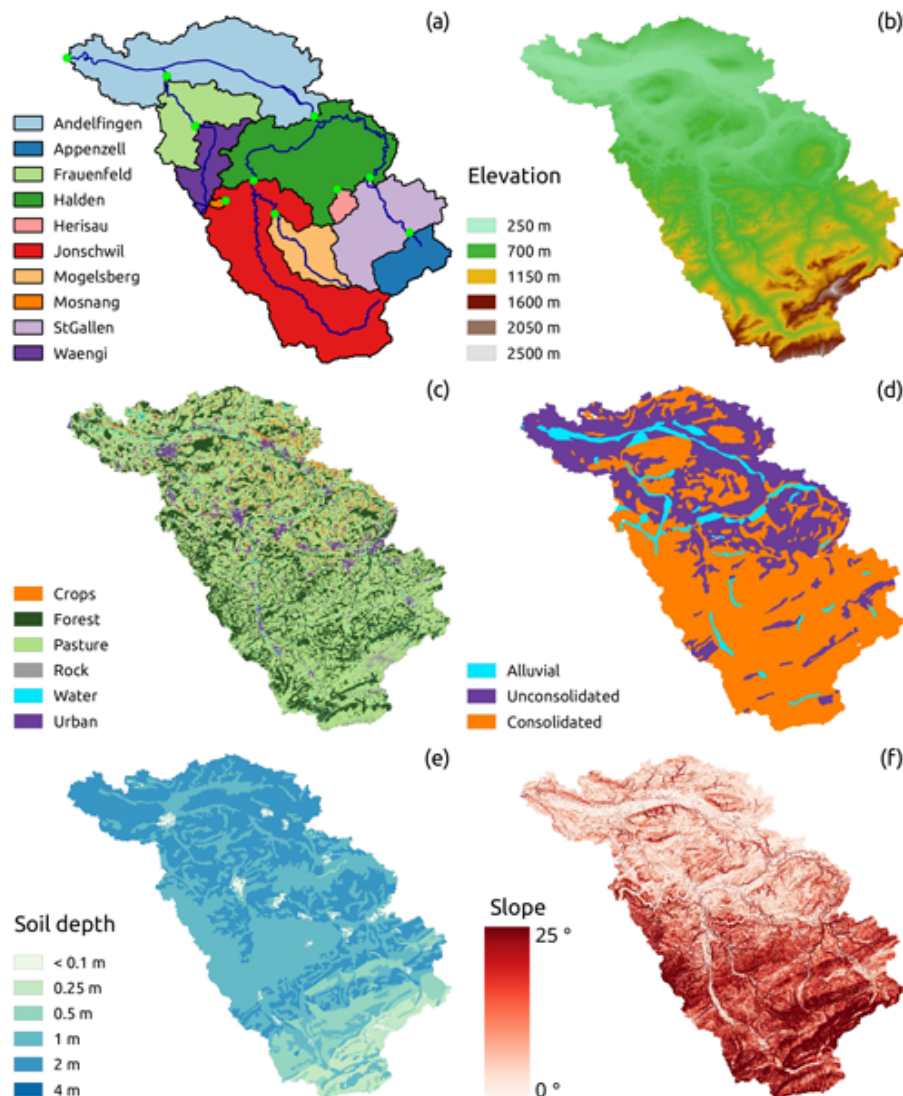 (a)
Andelfingen
Appenzell
Frauenfeld
Halden
Herisau
Jonschwil
Mogelsberg
Mosnang
StGallen
Waengi
(b)
Elevation
250 m
700 m
1150 m
1600 m
2050 m
2500 m
(c)
Crops
Forest
Pasture
Rock
Water
Urban
(d)
Alluvial
Unconsolidated
Consolidated
(e)
Soil depth
< 0.1 m
0.25 m
0.5 m
1 m
2 m
4 m
(f)
Slope
25 °
0 °